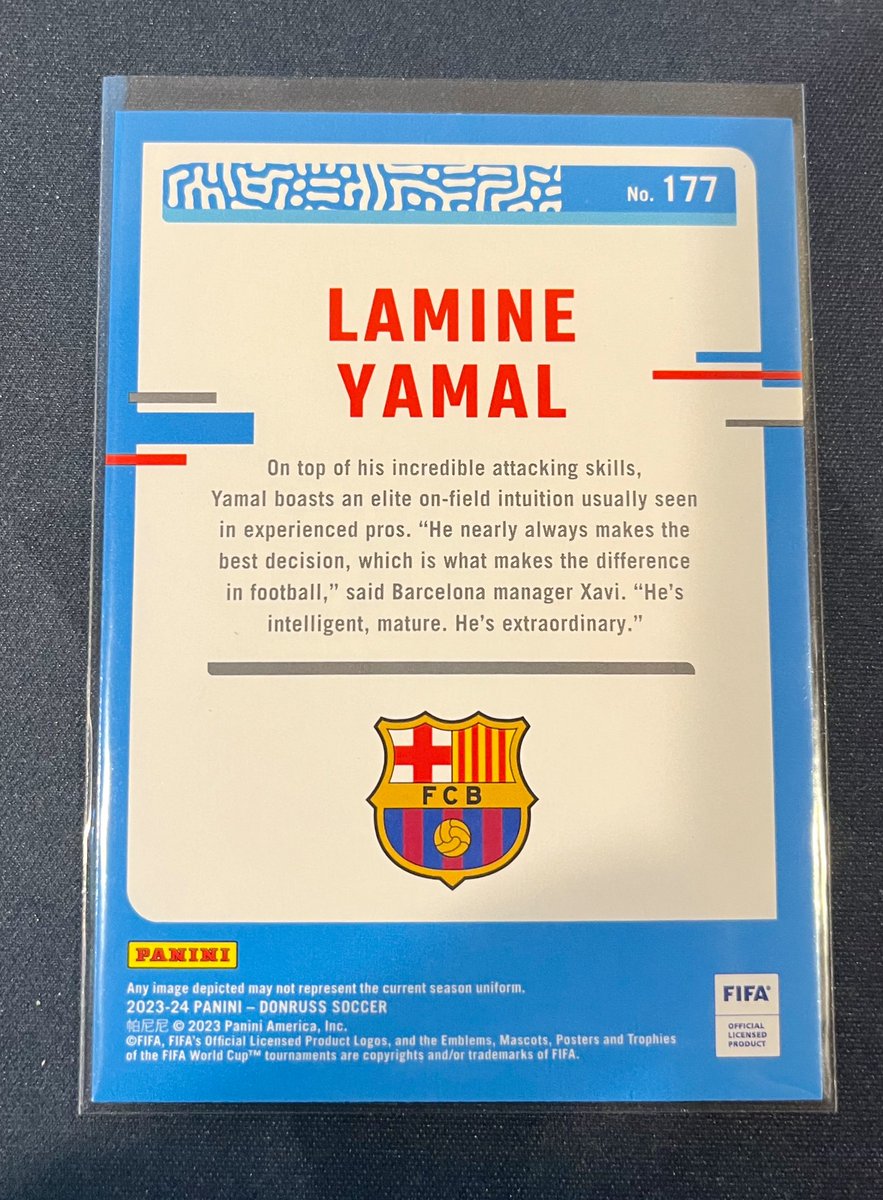 No. 177
LAMINE
YAMAL
On top of his incredible attacking skills,
Yamal boasts an elite on-field intuition usually seen
in experienced pros. “He nearly always makes the
best decision, which is what makes the difference
in football,” said Barcelona manager Xavi. “He’s
intelligent, mature. He’s extraordinary.”
FCB
PANINI
Any image depicted may not represent the current season uniform.
2023-24 PANINI – DONRUSS SOCCER
帕尼尼 © 2023 Panini America, Inc.
©FIFA, FIFA's Official Licensed Product Logos, and the Emblems, Mascots, Posters and Trophies
of the FIFA World Cup™ tournaments are copyrights and/or trademarks of FIFA.
FIFA®
OFFICIAL
LICENSED
PRODUCT